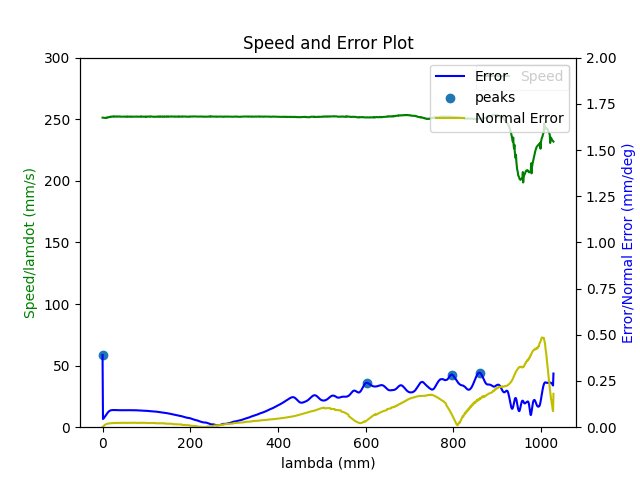 Speed and Error Plot
300
250
200
150
100
50
0
Speed/lamdot (mm/s)
2.00
1.75
1.50
1.25
1.00
0.75
0.50
0.25
0.00
Error/Normal Error (mm/deg)
Error
Speed
peaks
Normal Error
0 200 400 600 800 1000
lambda (mm)